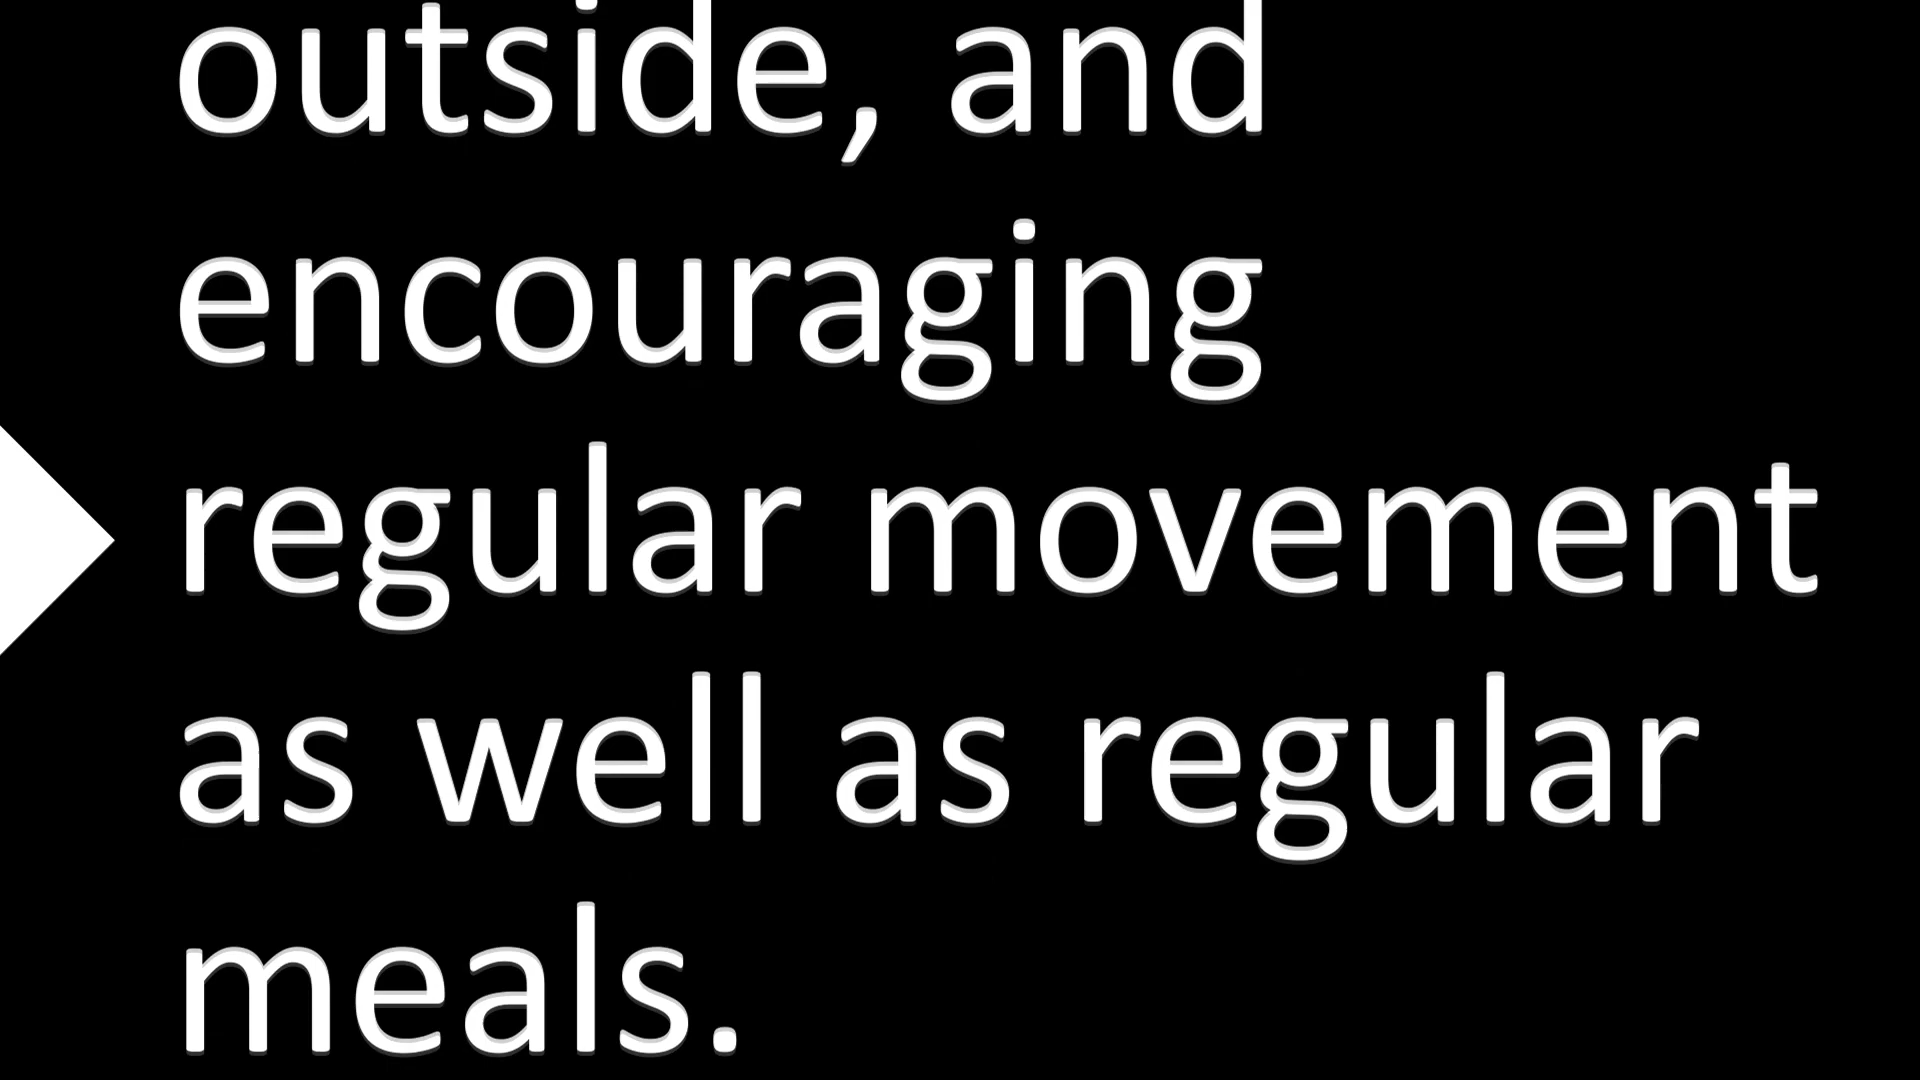 outside, and
encouraging
regular movement
as well as regular
meals.